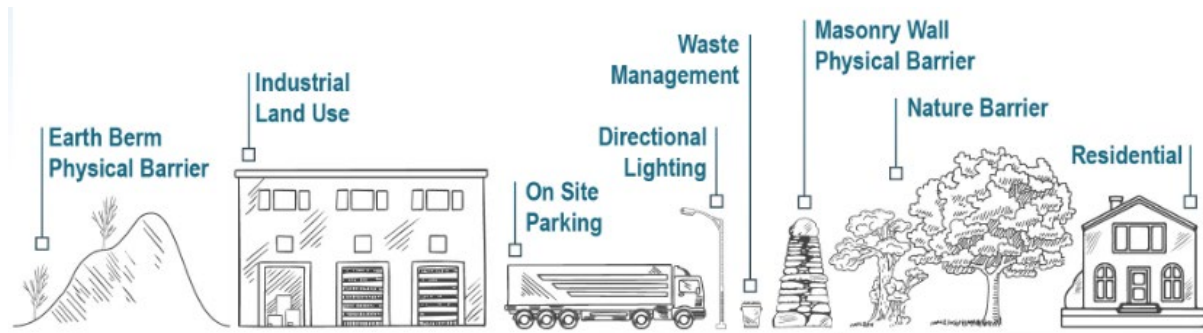 Earth Berm
Physical Barrier
Industrial
Land Use
On Site
Parking
Directional
Lighting
Waste
Management
Masonry Wall
Physical Barrier
Nature Barrier
Residential